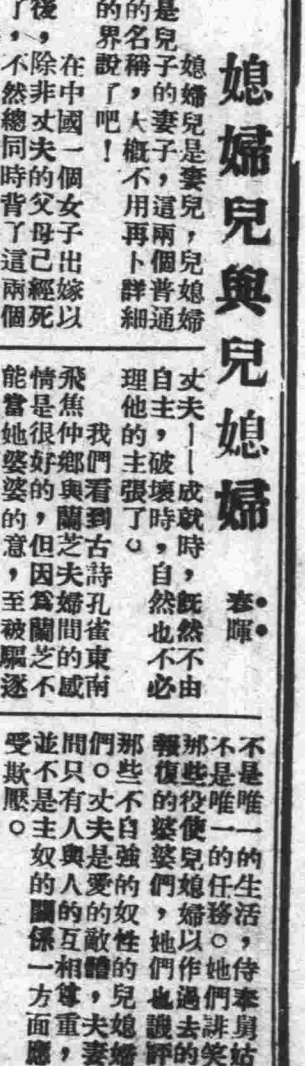 媳婦兒與兒媳婦
春暉
媳婦兒是妻兒,兒媳婦
是兒子的妻子,這兩個普通
的名稱,大概不用再卜詳細
的界說了吧!
在中國一個女子出嫁以
後,除非丈夫的父母已經死
了,不然總同時背了這兩個
丈夫——成就時,既然不由
自主,破壞時,自然也不必
理他的主張了。
我們看到古詩孔雀東南
飛焦仲鄉與蘭芝夫婦間的感
情是很好的,但因為蘭芝不
能當她婆婆的意,至被驅逐
不是唯一的生活,侍奉舅姑
不是唯一的任務。她們誹笑
那些役使兒媳婦以作過去的
報復的婆婆們,她們也譏評
那些不自強的奴性的兒媳婦
們。丈夫是愛的敵體,夫妻
間只有人與人的互相尊重,
並不是主奴的關係一方面應
受欺壓。